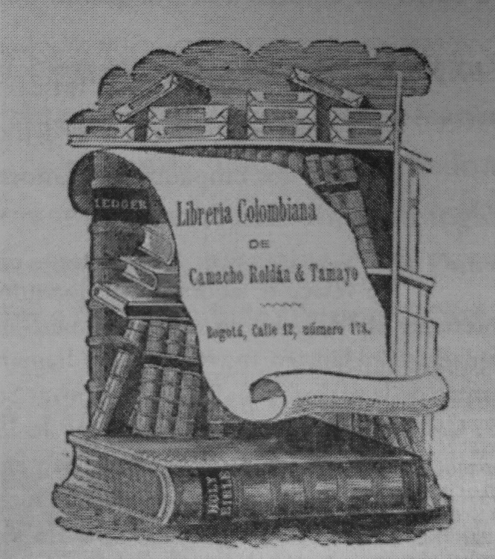 LEDGER
Libreria Colombiana
DE
Camacho Roldán & Tamayo
Bogotá, Calle 12, número 174.
HOLY
BIBLE